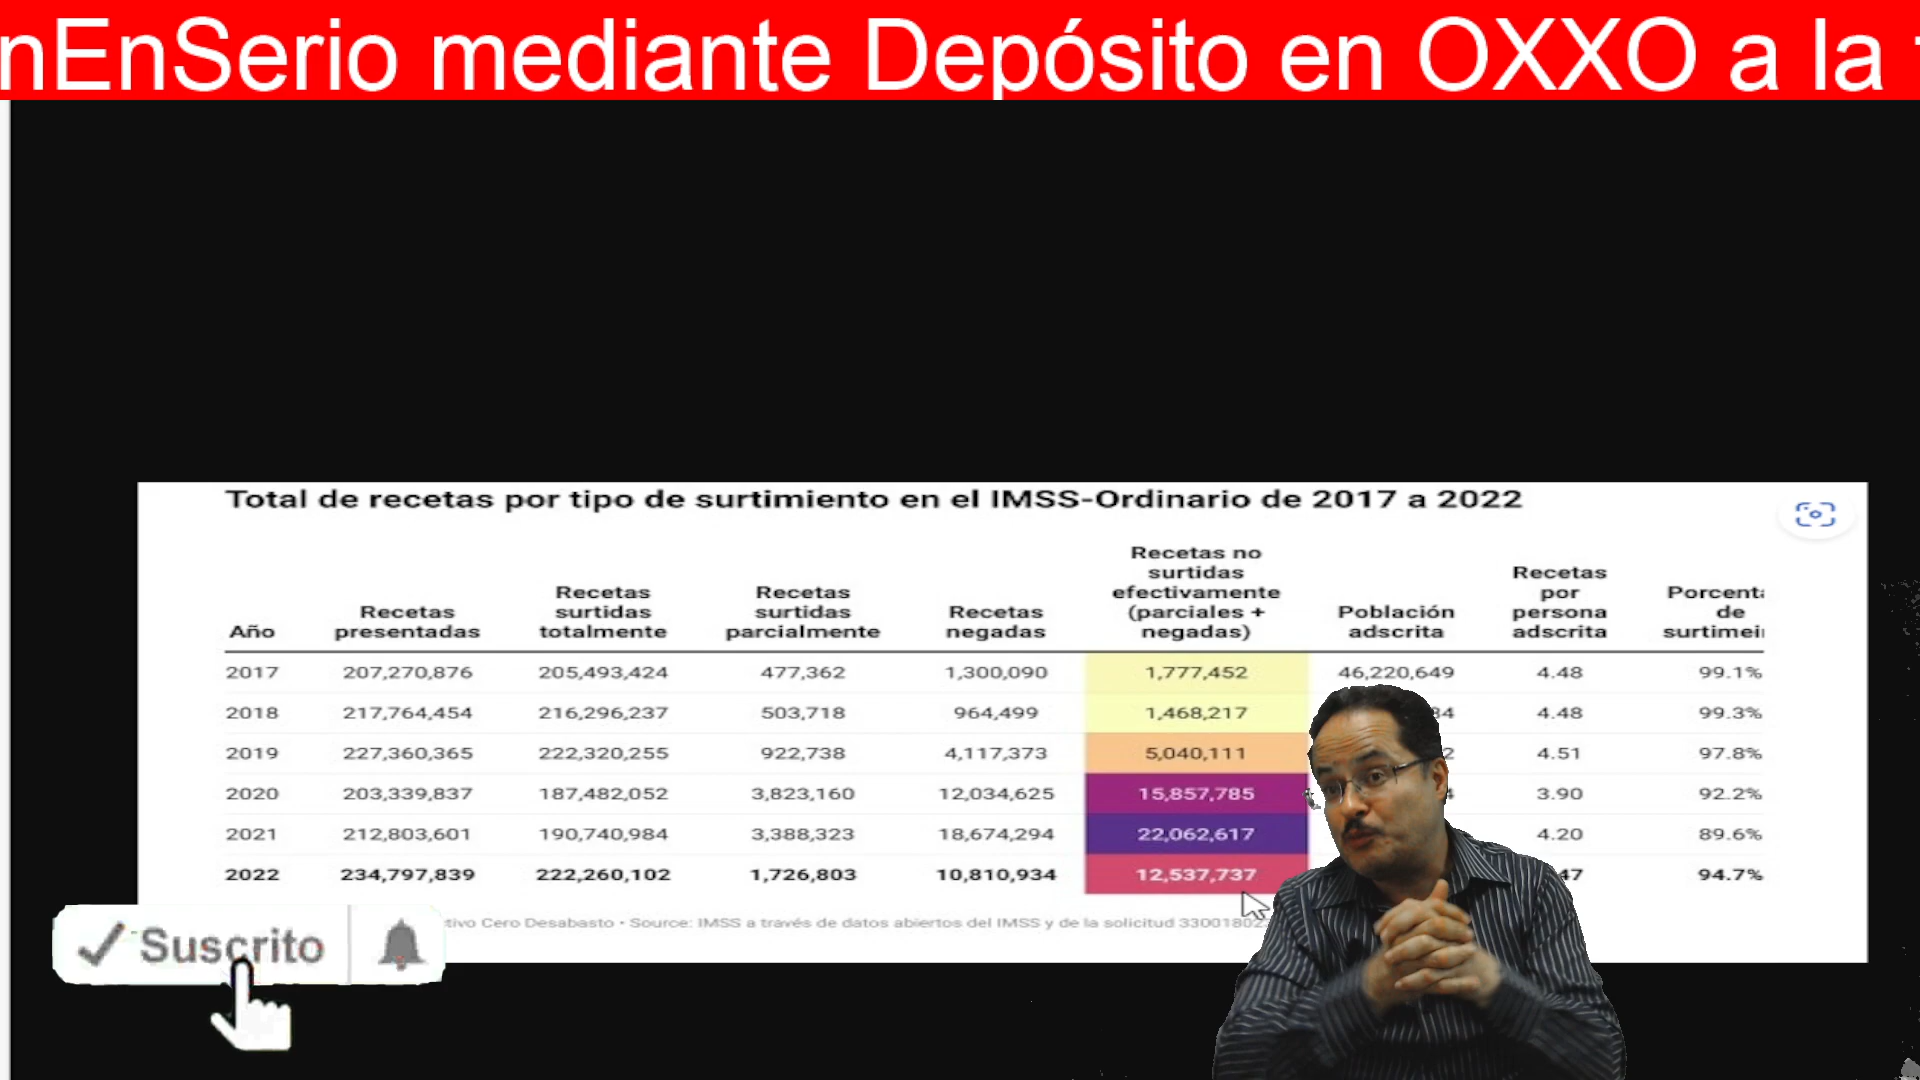 nEnSerio mediante Depósito en OXXO a la
Total de recetas por tipo de surtimiento en el IMSS-Ordinario de 2017 a 2022
Año Recetas presentadas Recetas surtidas totalmente Recetas surtidas parcialmente Recetas negadas Recetas no surtidas efectivamente (parciales + negadas) Población adscrita Recetas por persona adscrita Porcenta de surtimei
2017 207,270,876 205,493,424 477,362 1,300,090 1,777,452 46,220,649 4.48 99.1%
2018 217,764,454 216,296,237 503,718 964,499 1,468,217 34 4.48 99.3%
2019 227,360,365 222,320,255 922,738 4,117,373 5,040,111 2 4.51 97.8%
2020 203,339,837 187,482,052 3,823,160 12,034,625 15,857,785 3.90 92.2%
2021 212,803,601 190,740,984 3,388,323 18,674,294 22,062,617 4.20 89.6%
2022 234,797,839 222,260,102 1,726,803 10,810,934 12,537,737 47 94.7%
tivo Cero Desabasto • Source: IMSS a través de datos abiertos del IMSS y de la solicitud 33001802
Suscrito